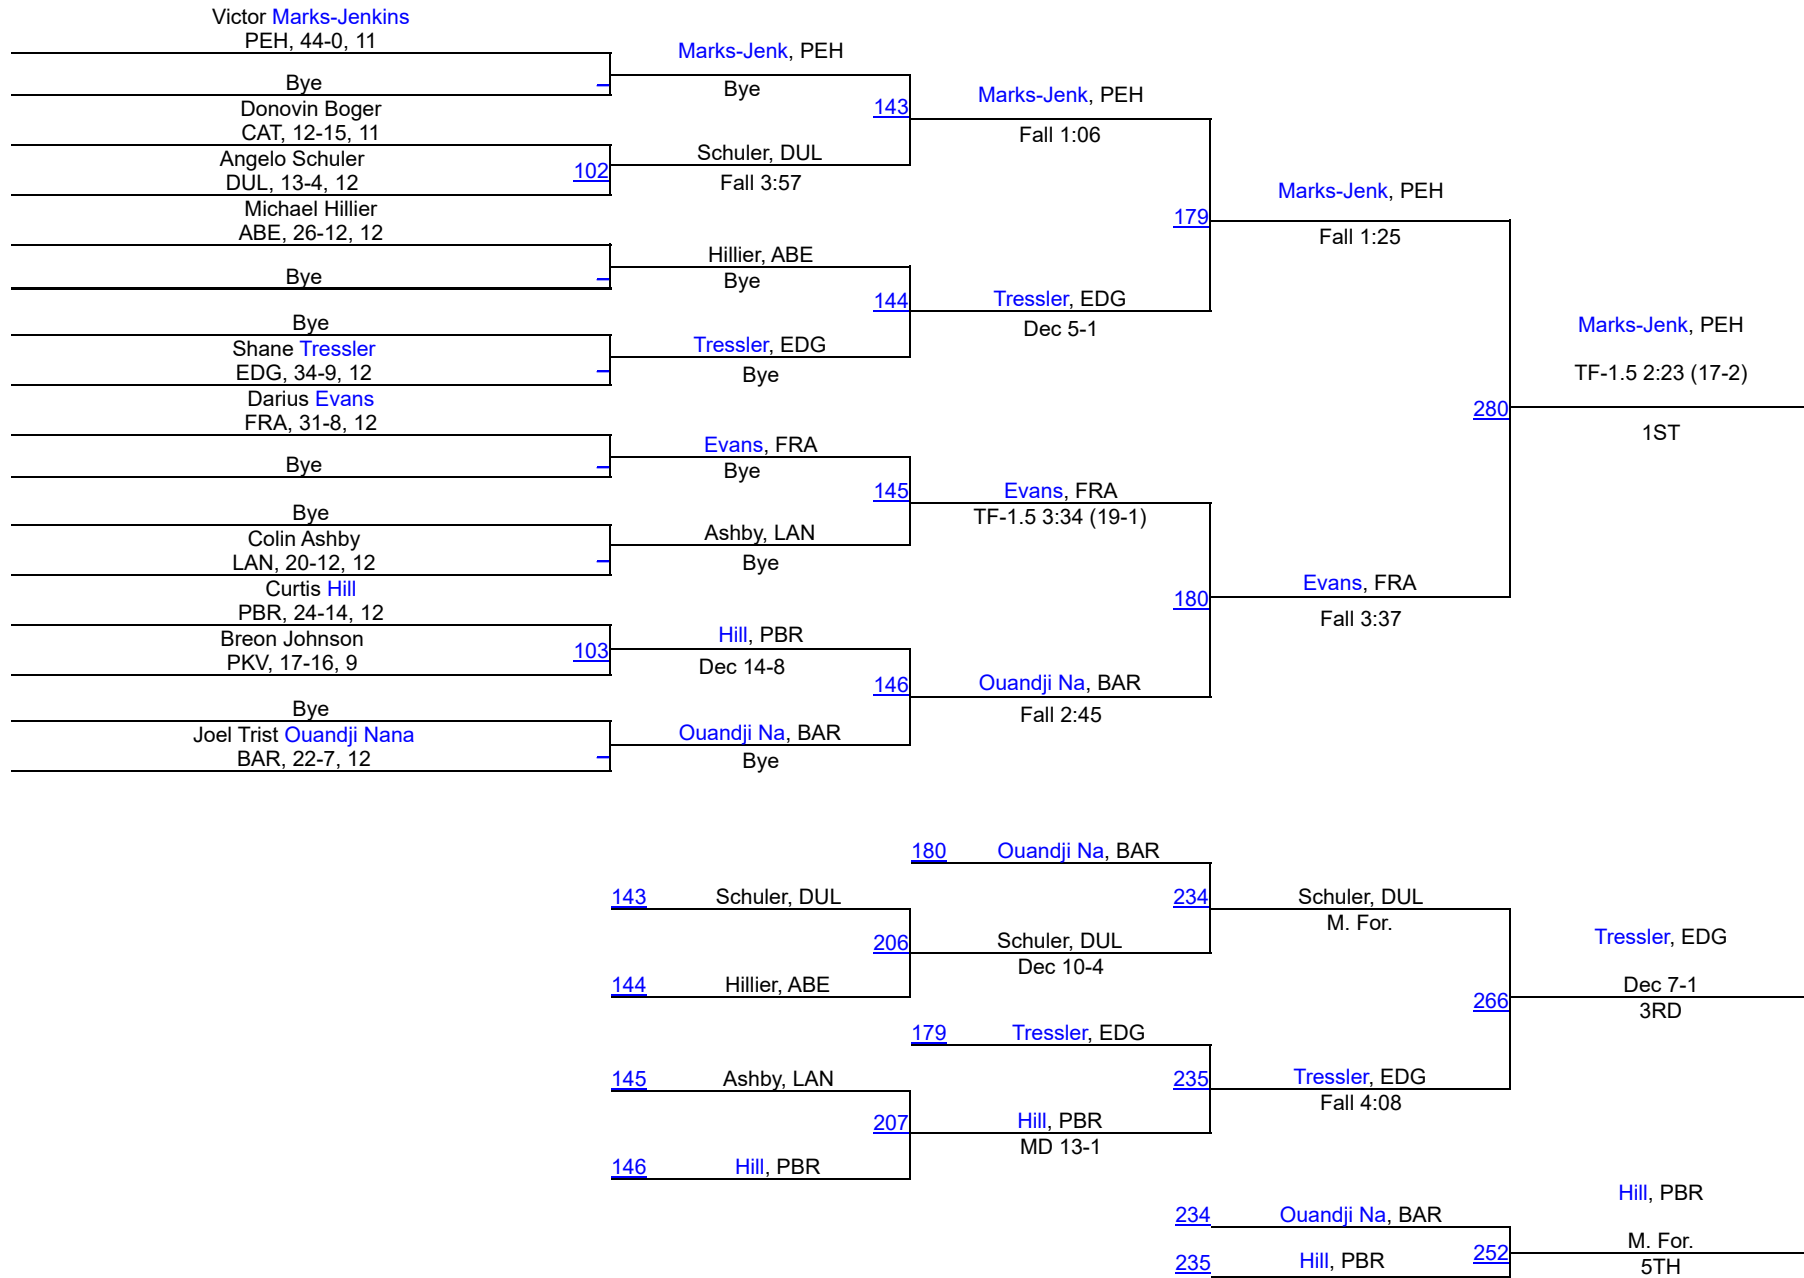 Victor Marks-Jenkins
PEH, 44-0, 11
Bye
Donovin Boger
CAT, 12-15, 11
102
Angelo Schuler
DUL, 13-4, 12
Michael Hillier
ABE, 26-12, 12
Bye
Bye
Shane Tressler
EDG, 34-9, 12
Darius Evans
FRA, 31-8, 12
Bye
Bye
Colin Ashby
LAN, 20-12, 12
Curtis Hill
PBR, 24-14, 12
103
Breon Johnson
PKV, 17-16, 9
Bye
Joel Trist Ouandji Nana
BAR, 22-7, 12
Marks-Jenk, PEH
Bye
143
Schuler, DUL
Fall 3:57
Hillier, ABE
Bye
144
Tressler, EDG
Bye
Evans, FRA
Bye
145
Ashby, LAN
Bye
Hill, PBR
Dec 14-8
146
Ouandji Na, BAR
Bye
Marks-Jenk, PEH
Fall 1:06
179
Tressler, EDG
Dec 5-1
Evans, FRA
TF-1.5 3:34 (19-1)
180
Ouandji Na, BAR
Fall 2:45
Marks-Jenk, PEH
Fall 1:25
280
Evans, FRA
Fall 3:37
Marks-Jenk, PEH
TF-1.5 2:23 (17-2)
1ST
143 Schuler, DUL
206
144 Hillier, ABE
145 Ashby, LAN
207
146 Hill, PBR
180 Ouandji Na, BAR
234
Schuler, DUL
Dec 10-4
179 Tressler, EDG
235
Hill, PBR
MD 13-1
Schuler, DUL
M. For.
266
Tressler, EDG
Fall 4:08
Tressler, EDG
Dec 7-1
3RD
234 Ouandji Na, BAR
252
235 Hill, PBR
Hill, PBR
M. For.
5TH